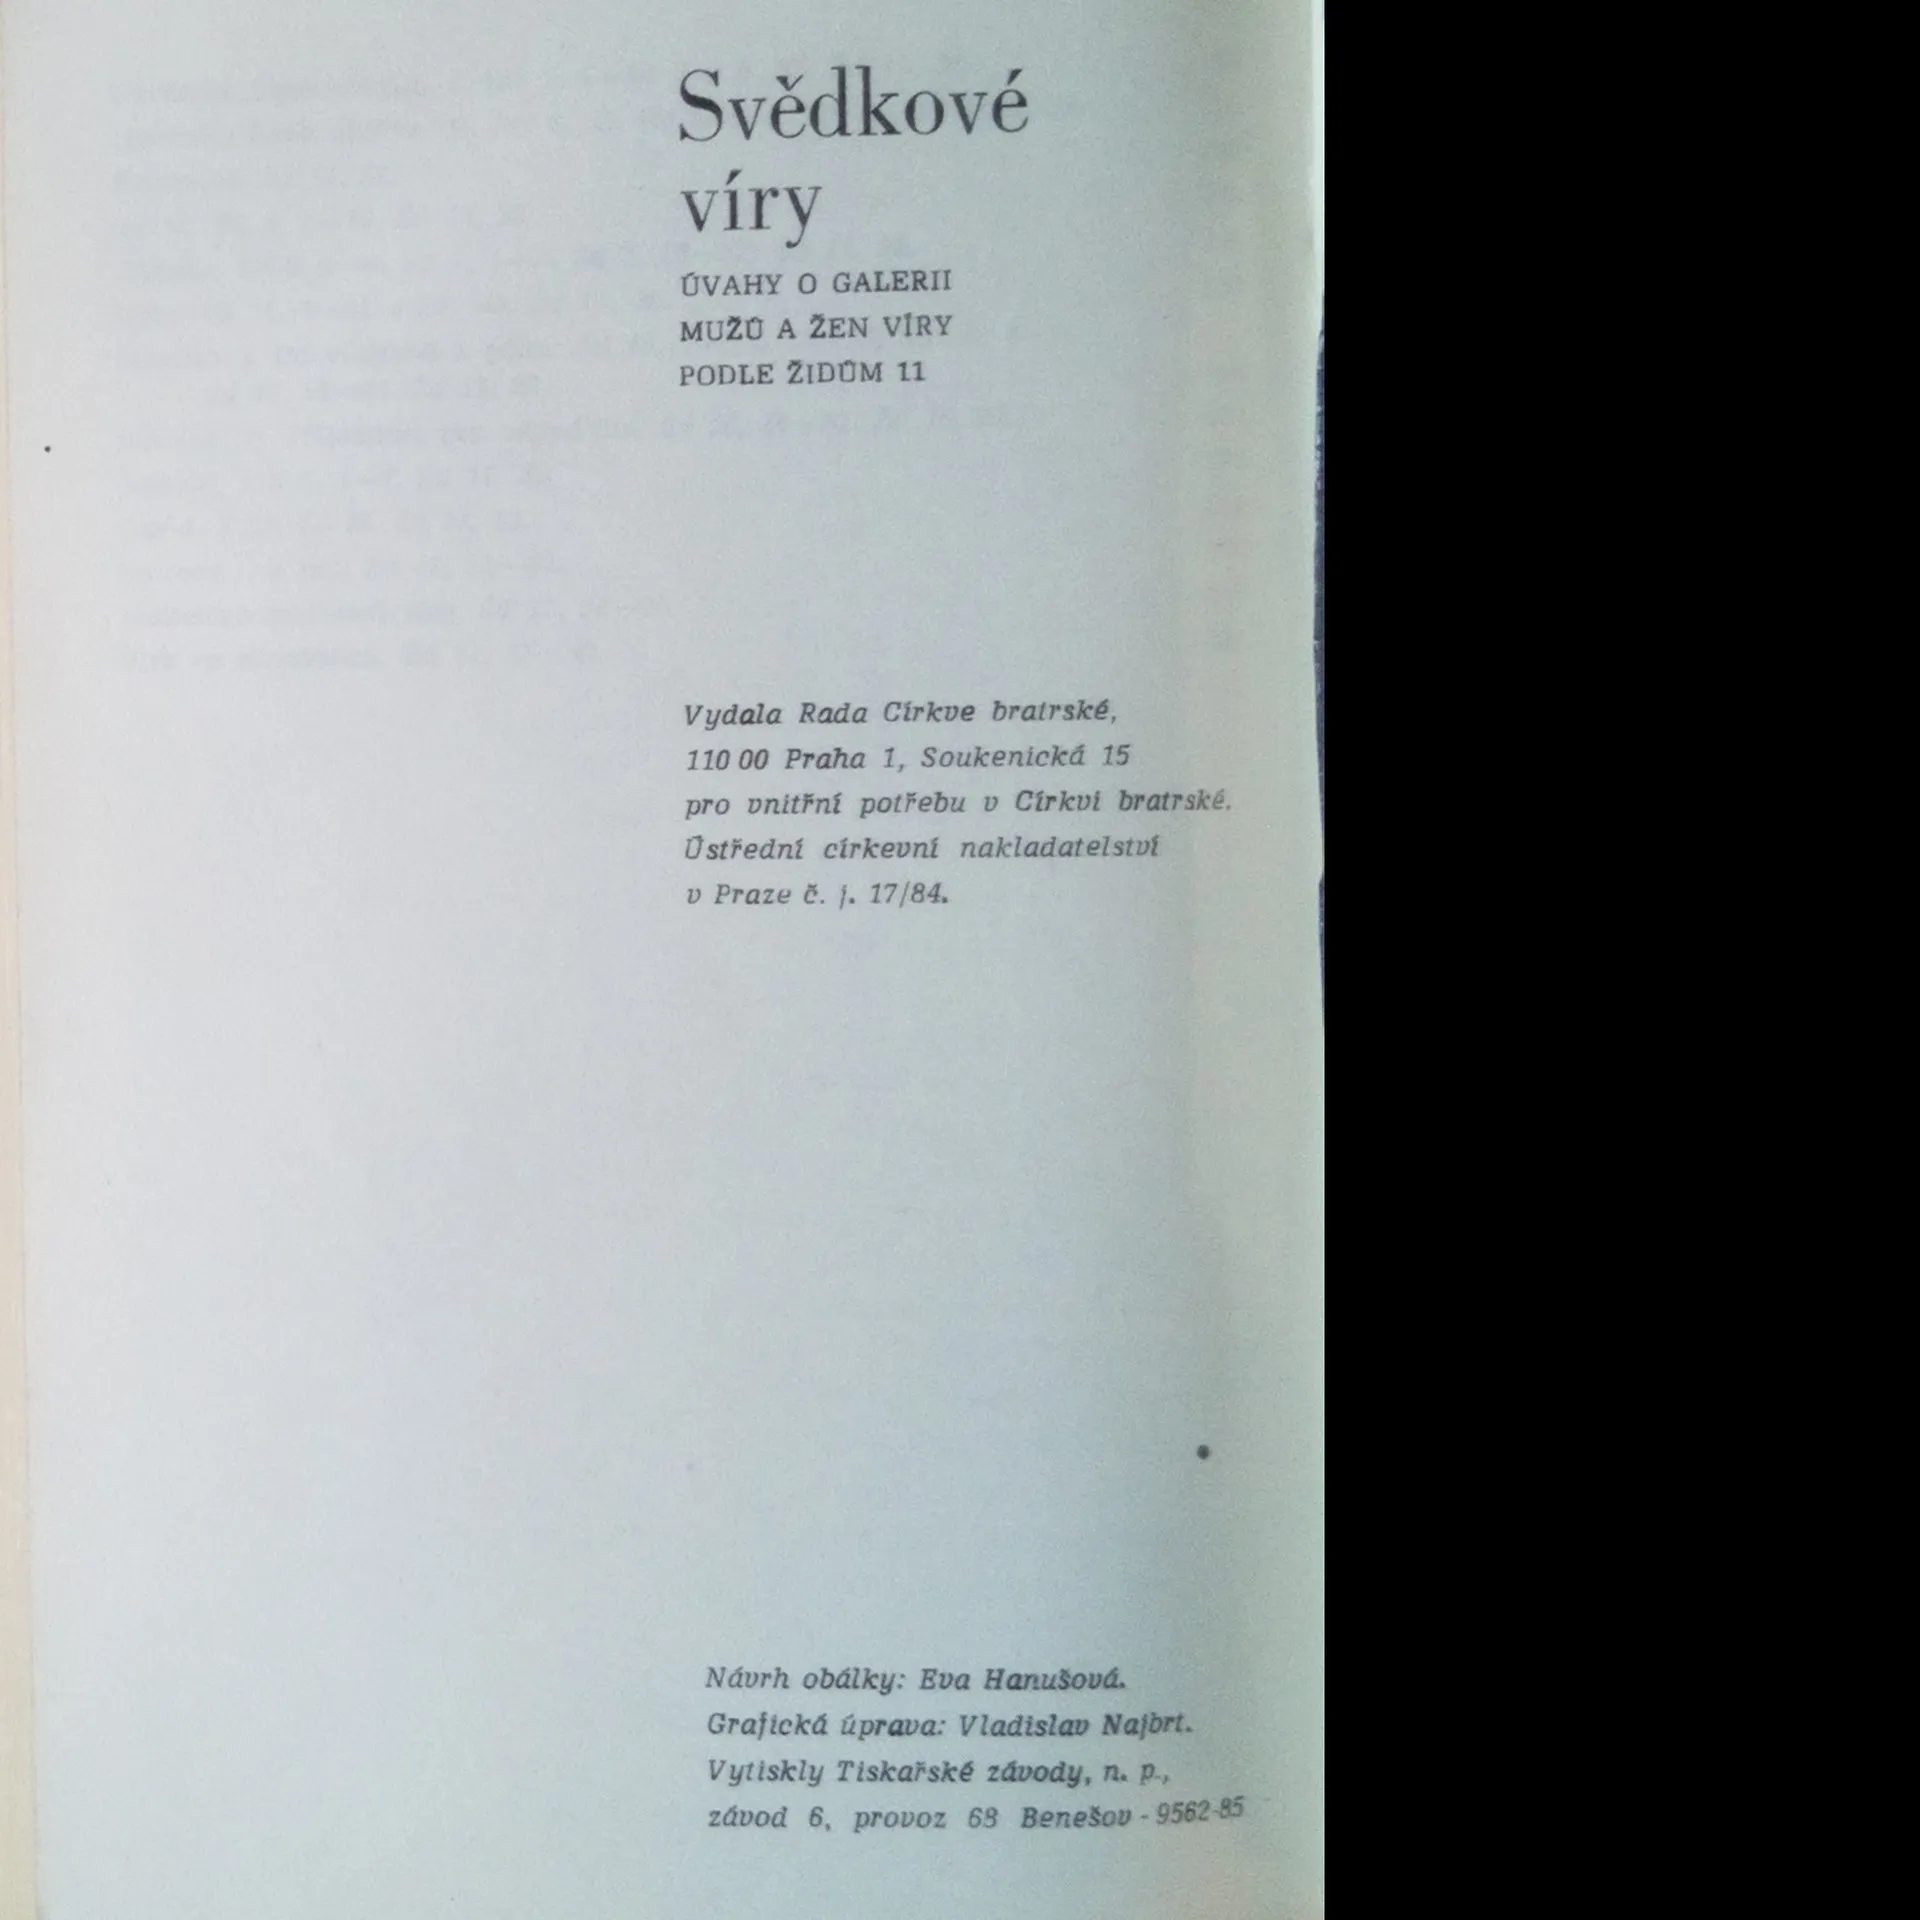 Svědkové
víry
ÚVAHY O GALERII
MUŽŮ A ŽEN VÍRY
PODLE ŽIDŮM 11
Vydala Rada Církve bratrské,
110 00 Praha 1, Soukenická 15
pro vnitřní potřebu v Církvi bratrské.
Ústřední církevní nakladatelství
v Praze č. j. 17/84.
Návrh obálky: Eva Hanušová.
Grafická úprava: Vladislav Najbrt.
Vytiskly Tiskařské závody, n. p.,
závod 6, provoz 68 Benešov - 9562-85